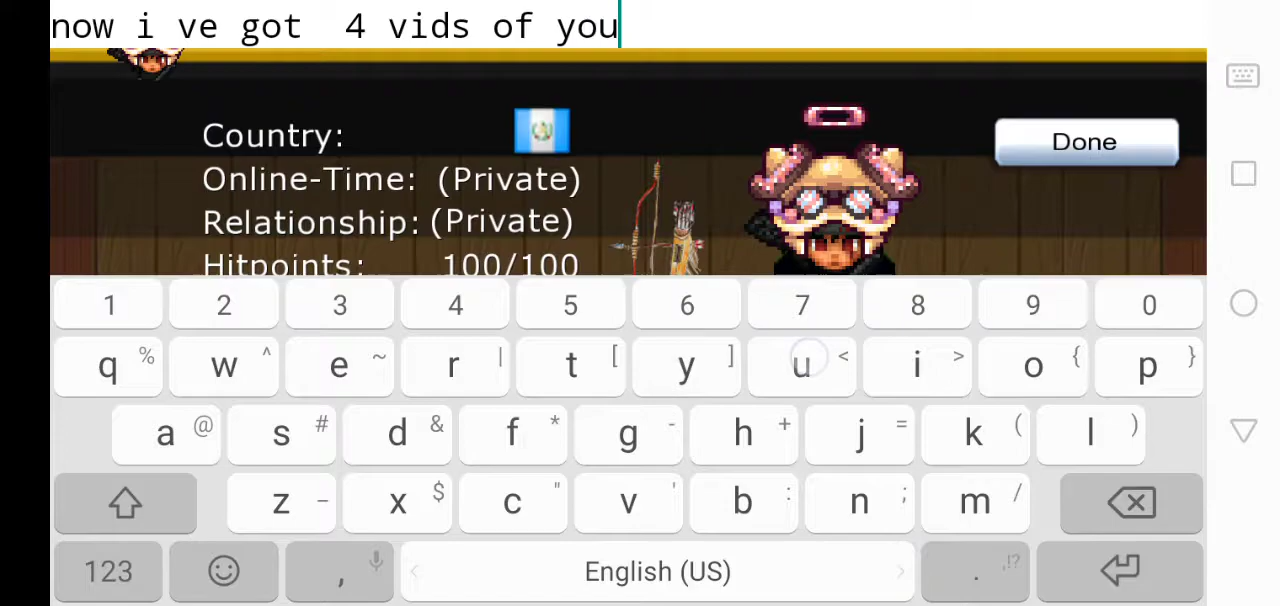 now i ve got  4 vids of you
Country:
Done
Online-Time: (Private)
Relationship: (Private)
Hitpoints: 100/100
1 2 3 4 5 6 7 8 9 0
q % w ^ e ~ r | t [ y ] u < i > o { p }
a @ s # d & f * g - h + j = k ( l )
z _ x $ c " v ' b : n ; m /
123 , English (US) . ,!?